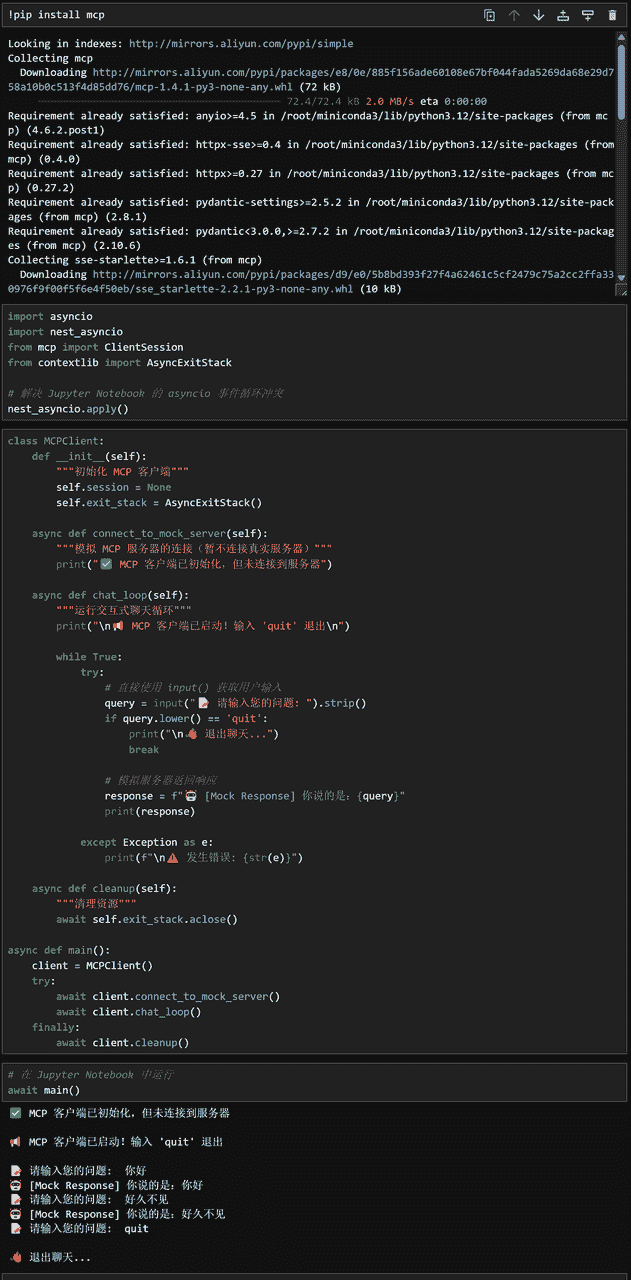 !pip install mcp
Looking in indexes: http://mirrors.aliyun.com/pypi/simple
Collecting mcp
  Downloading http://mirrors.aliyun.com/pypi/packages/e8/0e/885f156ade60108e67bf044fada5269da68e29d7
58a10b0c513f4d85dd76/mcp-1.4.1-py3-none-any.whl (72 kB)
72.4/72.4 kB 2.0 MB/s eta 0:00:00
Requirement already satisfied: anyio>=4.5 in /root/miniconda3/lib/python3.12/site-packages (from mc
p) (4.6.2.post1)
Requirement already satisfied: httpx-sse>=0.4 in /root/miniconda3/lib/python3.12/site-packages (from
mcp) (0.4.0)
Requirement already satisfied: httpx>=0.27 in /root/miniconda3/lib/python3.12/site-packages (from mc
p) (0.27.2)
Requirement already satisfied: pydantic-settings>=2.5.2 in /root/miniconda3/lib/python3.12/site-pack
ages (from mcp) (2.8.1)
Requirement already satisfied: pydantic<3.0.0,>=2.7.2 in /root/miniconda3/lib/python3.12/site-packag
es (from mcp) (2.10.6)
Collecting sse-starlette>=1.6.1 (from mcp)
  Downloading http://mirrors.aliyun.com/pypi/packages/d9/e0/5b8bd393f27f4a62461c5cf2479c75a2cc2ffa33
0976f9f00f5f6e4f50eb/sse_starlette-2.2.1-py3-none-any.whl (10 kB)
import asyncio
import nest_asyncio
from mcp import ClientSession
from contextlib import AsyncExitStack
# 解决 Jupyter Notebook 的 asyncio 事件循环冲突
nest_asyncio.apply()
class MCPClient:
    def __init__(self):
        """初始化 MCP 客户端"""
        self.session = None
        self.exit_stack = AsyncExitStack()
    async def connect_to_mock_server(self):
        """模拟 MCP 服务器的连接（暂不连接真实服务器）"""
        print("✅ MCP 客户端已初始化，但未连接到服务器")
    async def chat_loop(self):
        """运行交互式聊天循环"""
        print("\n📢 MCP 客户端已启动！输入 'quit' 退出\n")
        while True:
            try:
                # 直接使用 input() 获取用户输入
                query = input("📝 请输入您的问题: ").strip()
                if query.lower() == 'quit':
                    print("\n👋 退出聊天...")
                    break
                # 模拟服务器返回响应
                response = f"🤖 [Mock Response] 你说的是：{query}"
                print(response)
            except Exception as e:
                print(f"\n⚠️ 发生错误: {str(e)}")
    async def cleanup(self):
        """清理资源"""
        await self.exit_stack.aclose()
async def main():
    client = MCPClient()
    try:
        await client.connect_to_mock_server()
        await client.chat_loop()
    finally:
        await client.cleanup()
# 在 Jupyter Notebook 中运行
await main()
✅ MCP 客户端已初始化，但未连接到服务器
📢 MCP 客户端已启动！输入 'quit' 退出
📝 请输入您的问题:  你好
🤖 [Mock Response] 你说的是：你好
📝 请输入您的问题:  好久不见
🤖 [Mock Response] 你说的是：好久不见
📝 请输入您的问题:  quit
👋 退出聊天...